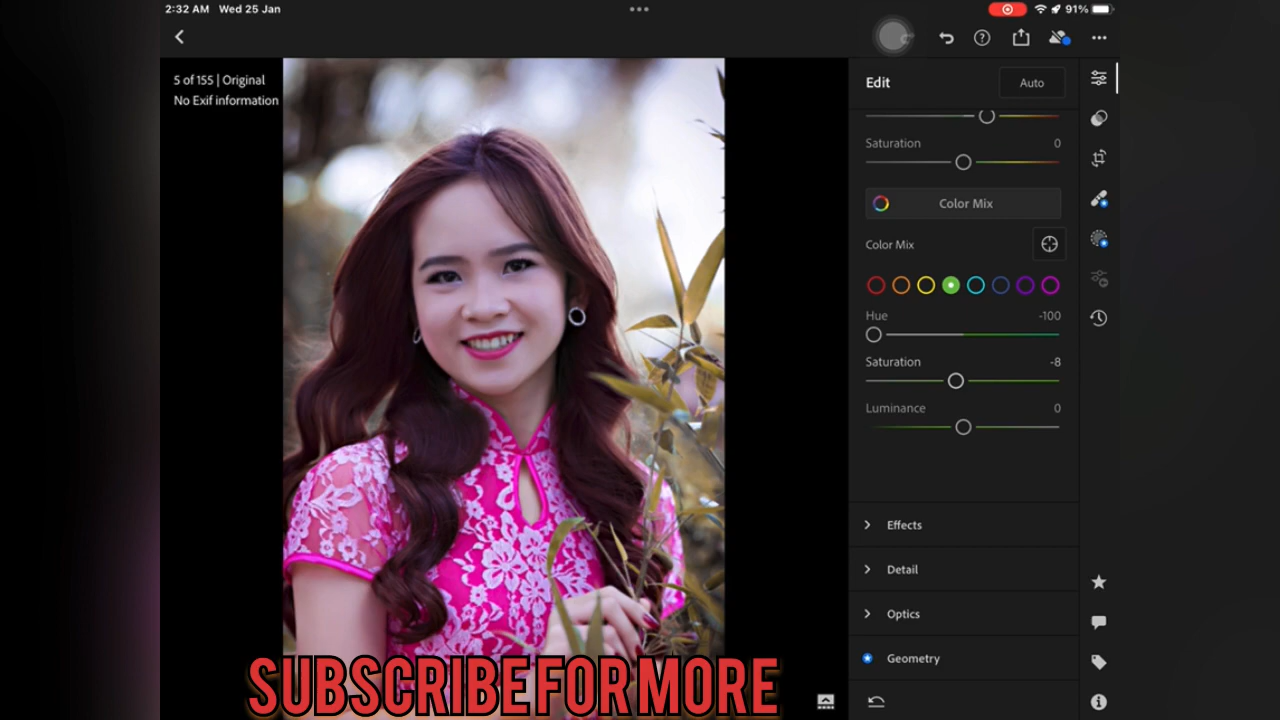 2:32 AM Wed 25 Jan
91%
5 of 155 | Original
No Exif information
Edit
Auto
Saturation 0
Color Mix
Color Mix
Hue -100
Saturation -8
Luminance 0
Effects
Detail
Optics
Geometry
SUBSCRIBE FOR MORE